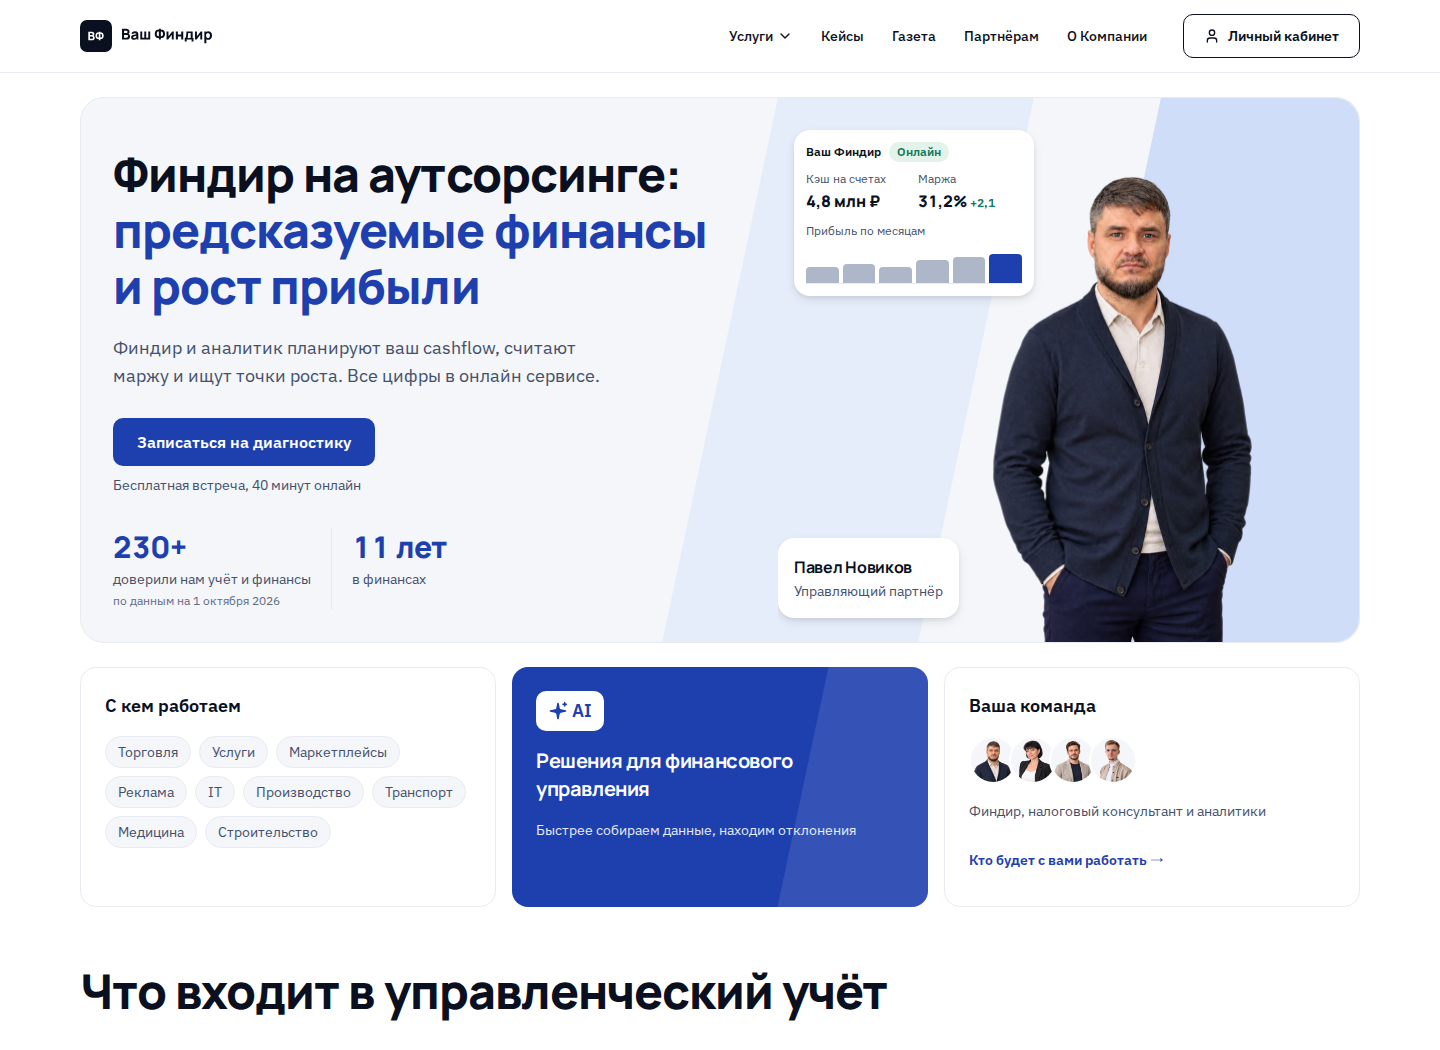 ВФ Ваш Финдир
Услуги
Кейсы
Газета
Партнёрам
О Компании
Личный кабинет
Финдир на аутсорсинге:
предсказуемые финансы
и рост прибыли
Финдир и аналитик планируют ваш cashflow, считают
маржу и ищут точки роста. Все цифры в онлайн сервисе.
Записаться на диагностику
Бесплатная встреча, 40 минут онлайн
230+
доверили нам учёт и финансы
по данным на 1 октября 2026
11 лет
в финансах
Ваш Финдир Онлайн
Кэш на счетах
4,8 млн ₽
Маржа
31,2% +2,1
Прибыль по месяцам
Павел Новиков
Управляющий партнёр
С кем работаем
Торговля
Услуги
Маркетплейсы
Реклама
IT
Производство
Транспорт
Медицина
Строительство
AI
Решения для финансового
управления
Быстрее собираем данные, находим отклонения
Ваша команда
Финдир, налоговый консультант и аналитики
Кто будет с вами работать →
Что входит в управленческий учёт